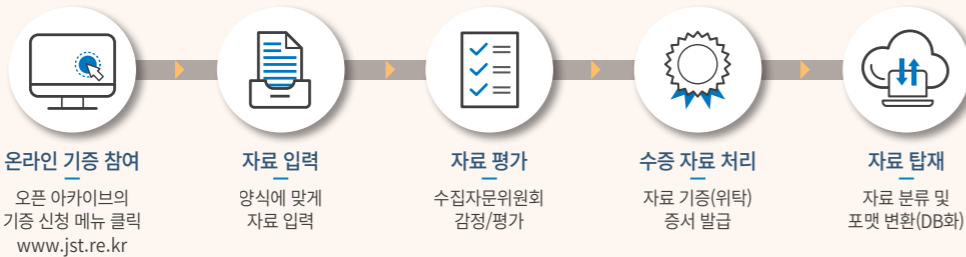 온라인 기증 참여
오픈 아카이브의
기증 신청 메뉴 클릭
www.jst.re.kr
자료 입력
양식에 맞게
자료 입력
자료 평가
수집자문위원회
감정/평가
수증 자료 처리
자료 기증(위탁)
증서 발급
자료 탑재
자료 분류 및
포맷 변환(DB화)